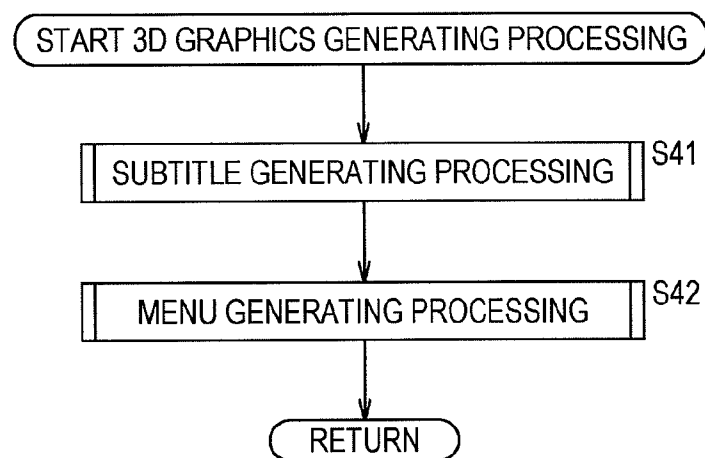 START 3D GRAPHICS GENERATING PROCESSING
SUBTITLE GENERATING PROCESSING
S41
MENU GENERATING PROCESSING
S42
RETURN